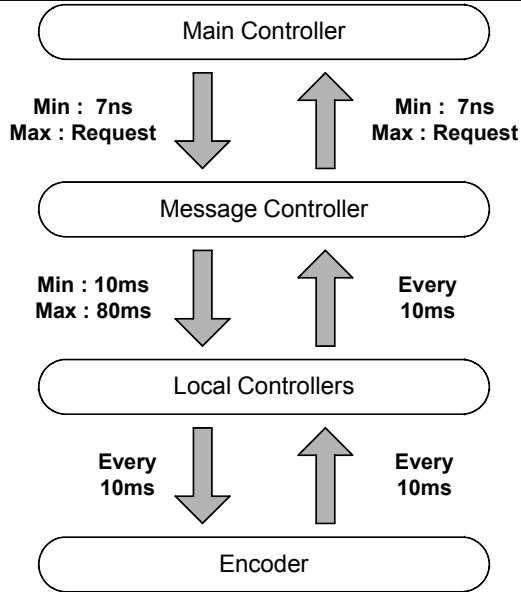 Main Controller
Min : 7ns
Max : Request
Min : 7ns
Max : Request
Message Controller
Min : 10ms
Max : 80ms
Every
10ms
Local Controllers
Every
10ms
Every
10ms
Encoder